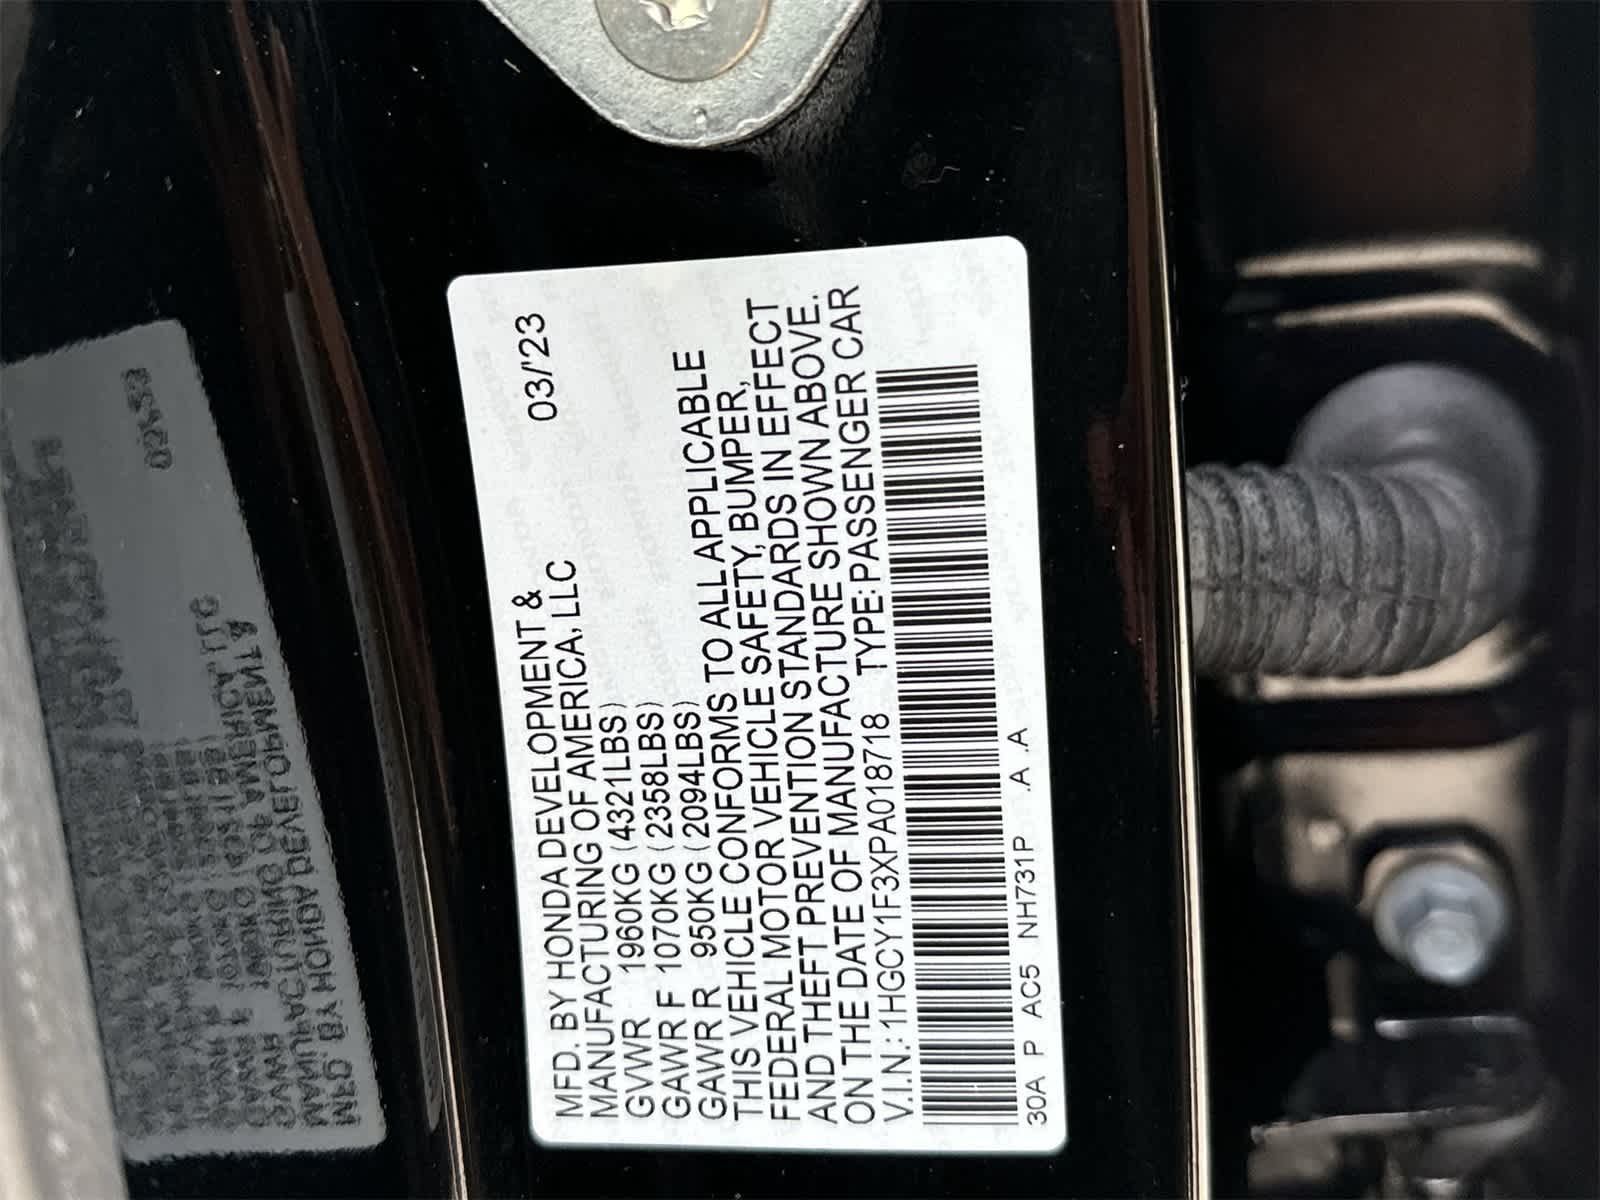 MFD. BY HONDA DEVELOPMENT &
MANUFACTURING OF AMERICA, LLC 03/'23
GVWR 1960KG (4321LBS)
GAWR F 1070KG (2358LBS)
GAWR R 950KG (2094LBS)
THIS VEHICLE CONFORMS TO ALL APPLICABLE
FEDERAL MOTOR VEHICLE SAFETY, BUMPER,
AND THEFT PREVENTION STANDARDS IN EFFECT
ON THE DATE OF MANUFACTURE SHOWN ABOVE.
V.I.N.: 1HGCY1F3XPA018718 TYPE: PASSENGER CAR
30A P AC5 NH731P .A .A